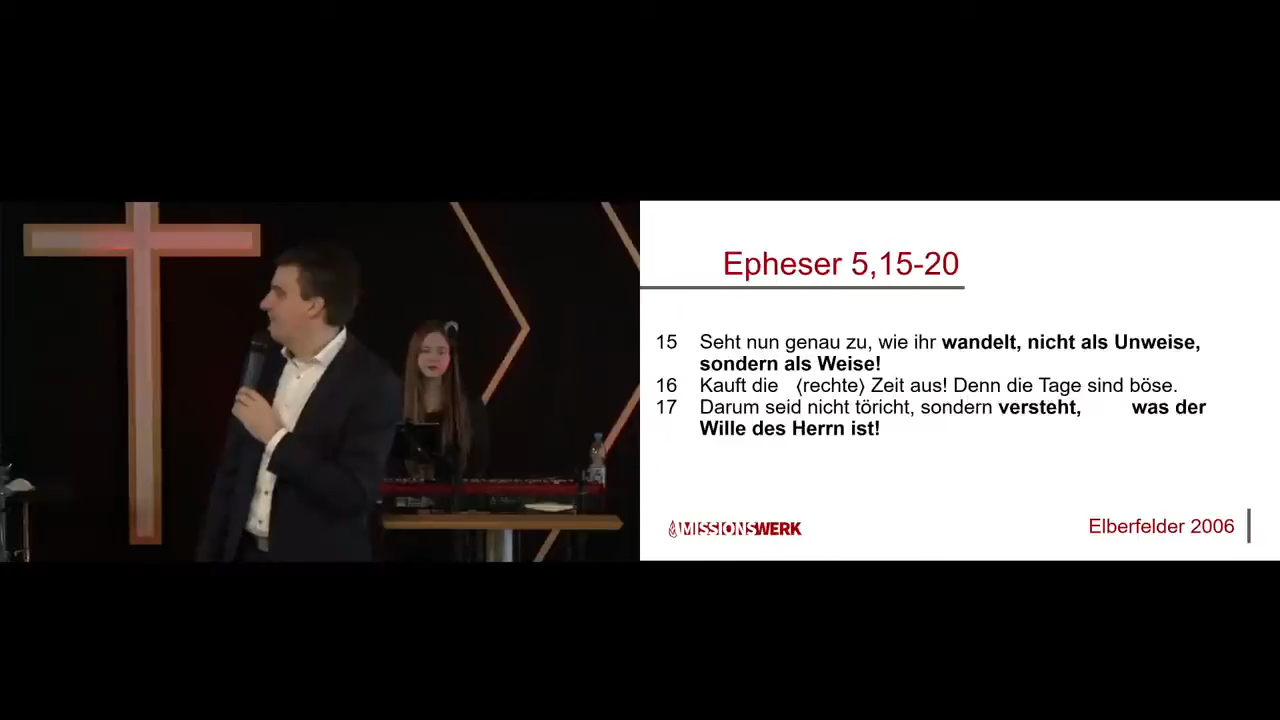 Epheser 5,15-20
15 Seht nun genau zu, wie ihr wandelt, nicht als Unweise,
sondern als Weise!
16 Kauft die ⟨rechte⟩ Zeit aus! Denn die Tage sind böse.
17 Darum seid nicht töricht, sondern versteht, was der
Wille des Herrn ist!
MISSIONSWERK
Elberfelder 2006